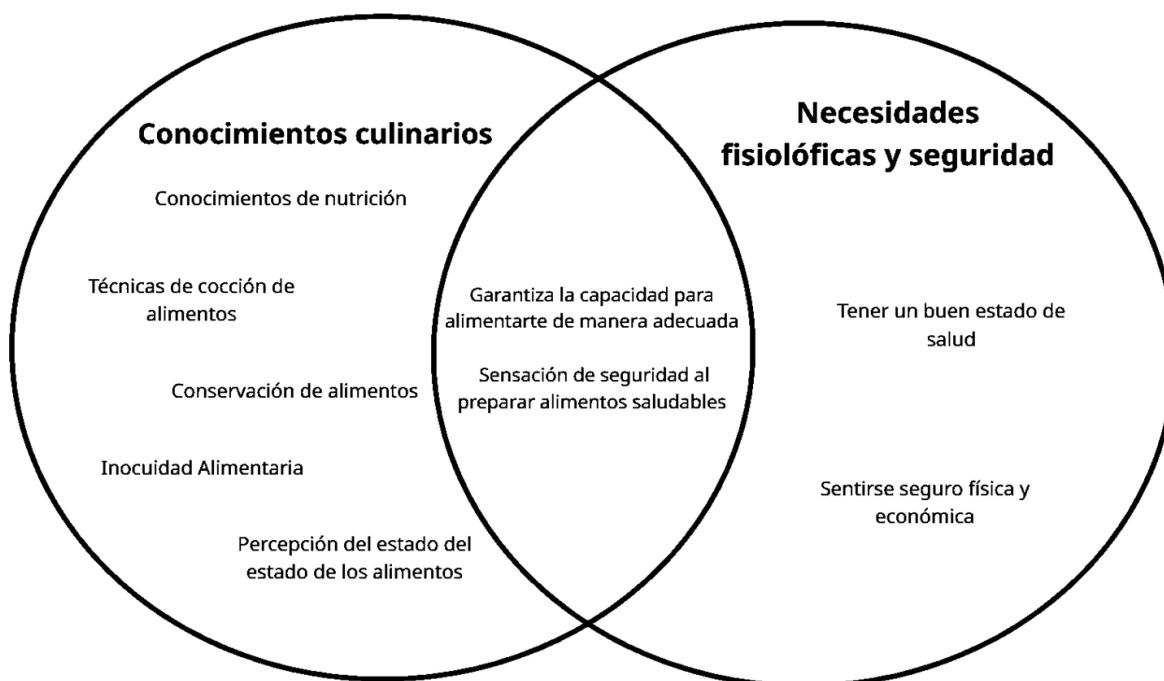 Conocimientos culinarios
Conocimientos de nutrición
Técnicas de cocción de
alimentos
Conservación de alimentos
Inocuidad Alimentaria
Percepción del estado del
estado de los alimentos
Garantiza la capacidad para
alimentarte de manera adecuada
Sensación de seguridad al
preparar alimentos saludables
Necesidades
fisiolóficas y seguridad
Tener un buen estado de
salud
Sentirse seguro física y
económica